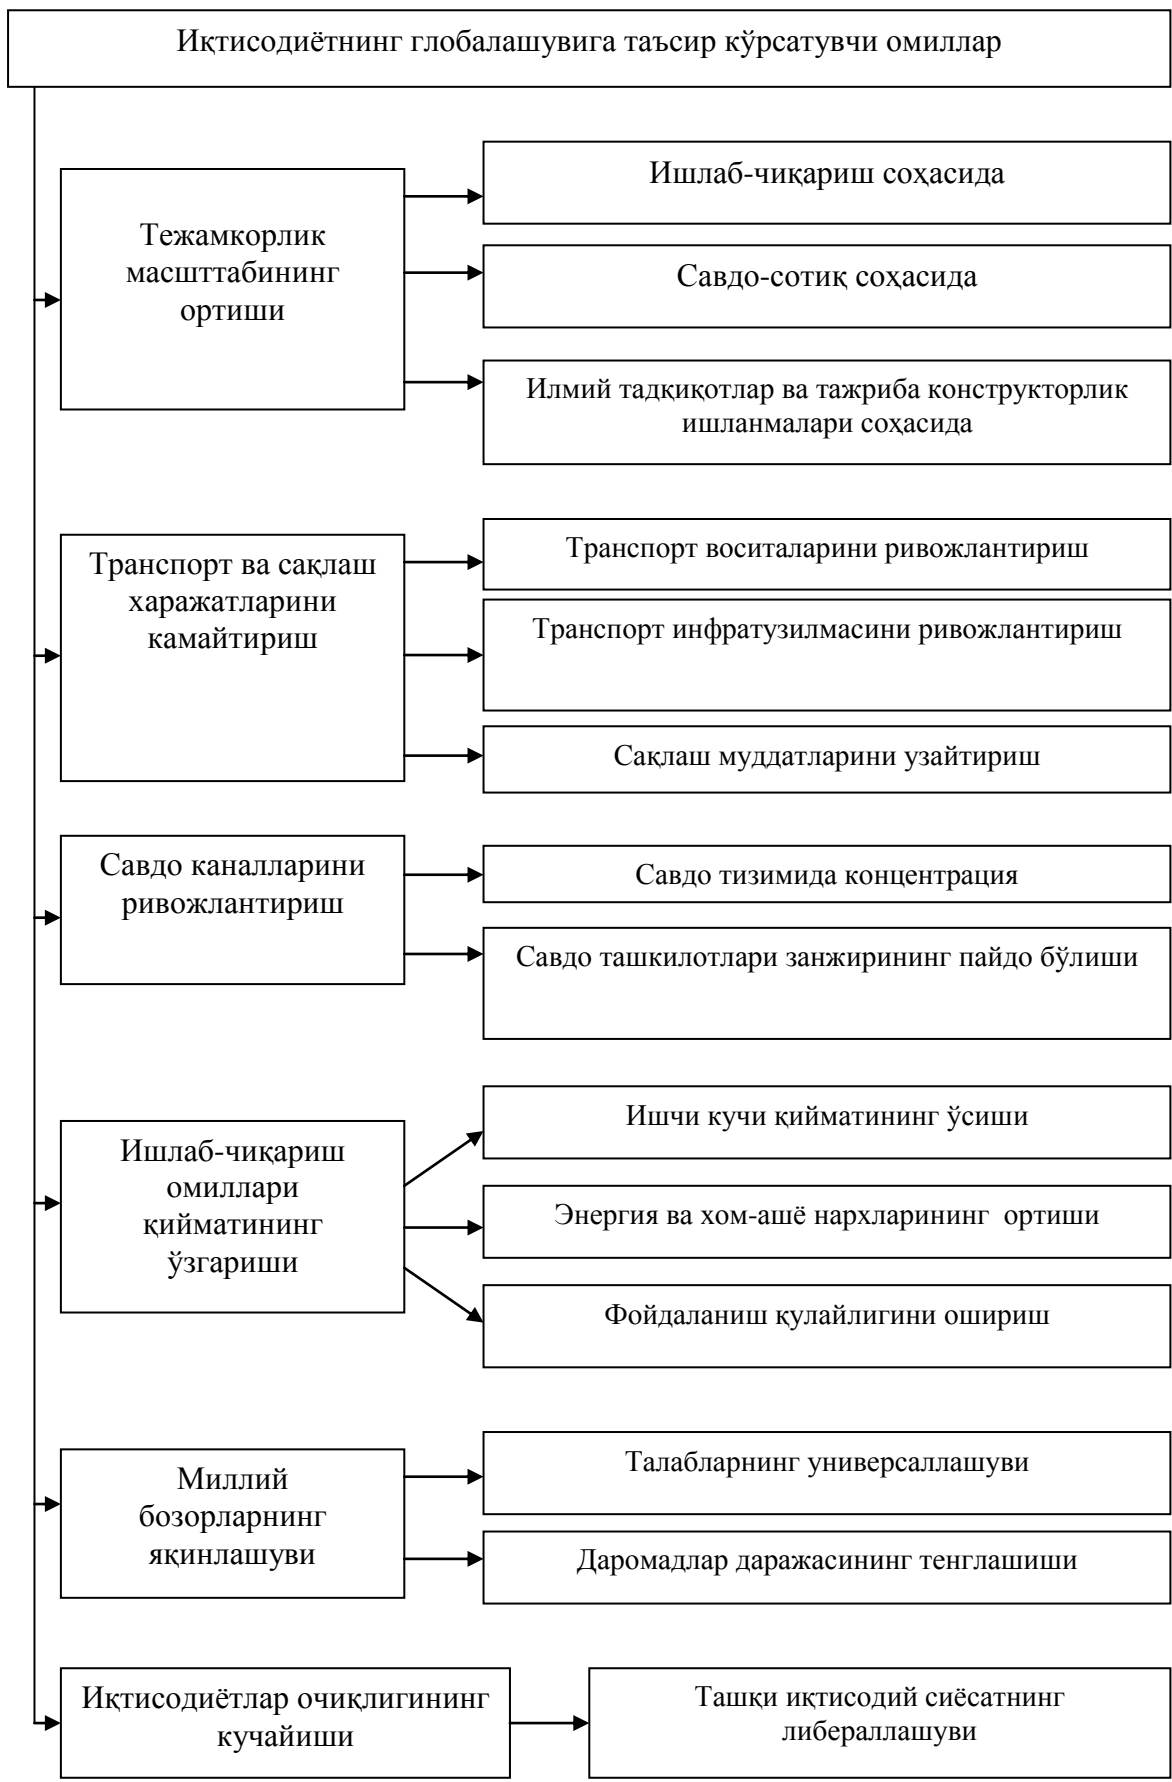 Иқтисодиётнинг глобалашувига таъсир кўрсатувчи омиллар
Тежамкорлик
масшттабининг
ортиши
Ишлаб-чиқариш соҳасида
Савдо-сотиқ соҳасида
Илмий тадқиқотлар ва тажриба конструкторлик
ишланмалари соҳасида
Транспорт ва сақлаш
харажатларини
камайтириш
Транспорт воситаларини ривожлантириш
Транспорт инфратузилмасини ривожлантириш
Сақлаш муддатларини узайтириш
Савдо каналларини
ривожлантириш
Савдо тизимида концентрация
Савдо ташкилотлари занжирининг пайдо бўлиши
Ишлаб-чиқариш
омиллари
қийматининг
ўзгариши
Ишчи кучи қийматининг ўсиши
Энергия ва хом-ашё нархларининг  ортиши
Фойдаланиш қулайлигини ошириш
Миллий
бозорларнинг
яқинлашуви
Талабларнинг универсаллашуви
Даромадлар даражасининг тенглашиши
Иқтисодиётлар очиқлигининг
кучайиши
Ташқи иқтисодий сиёсатнинг
либераллашуви